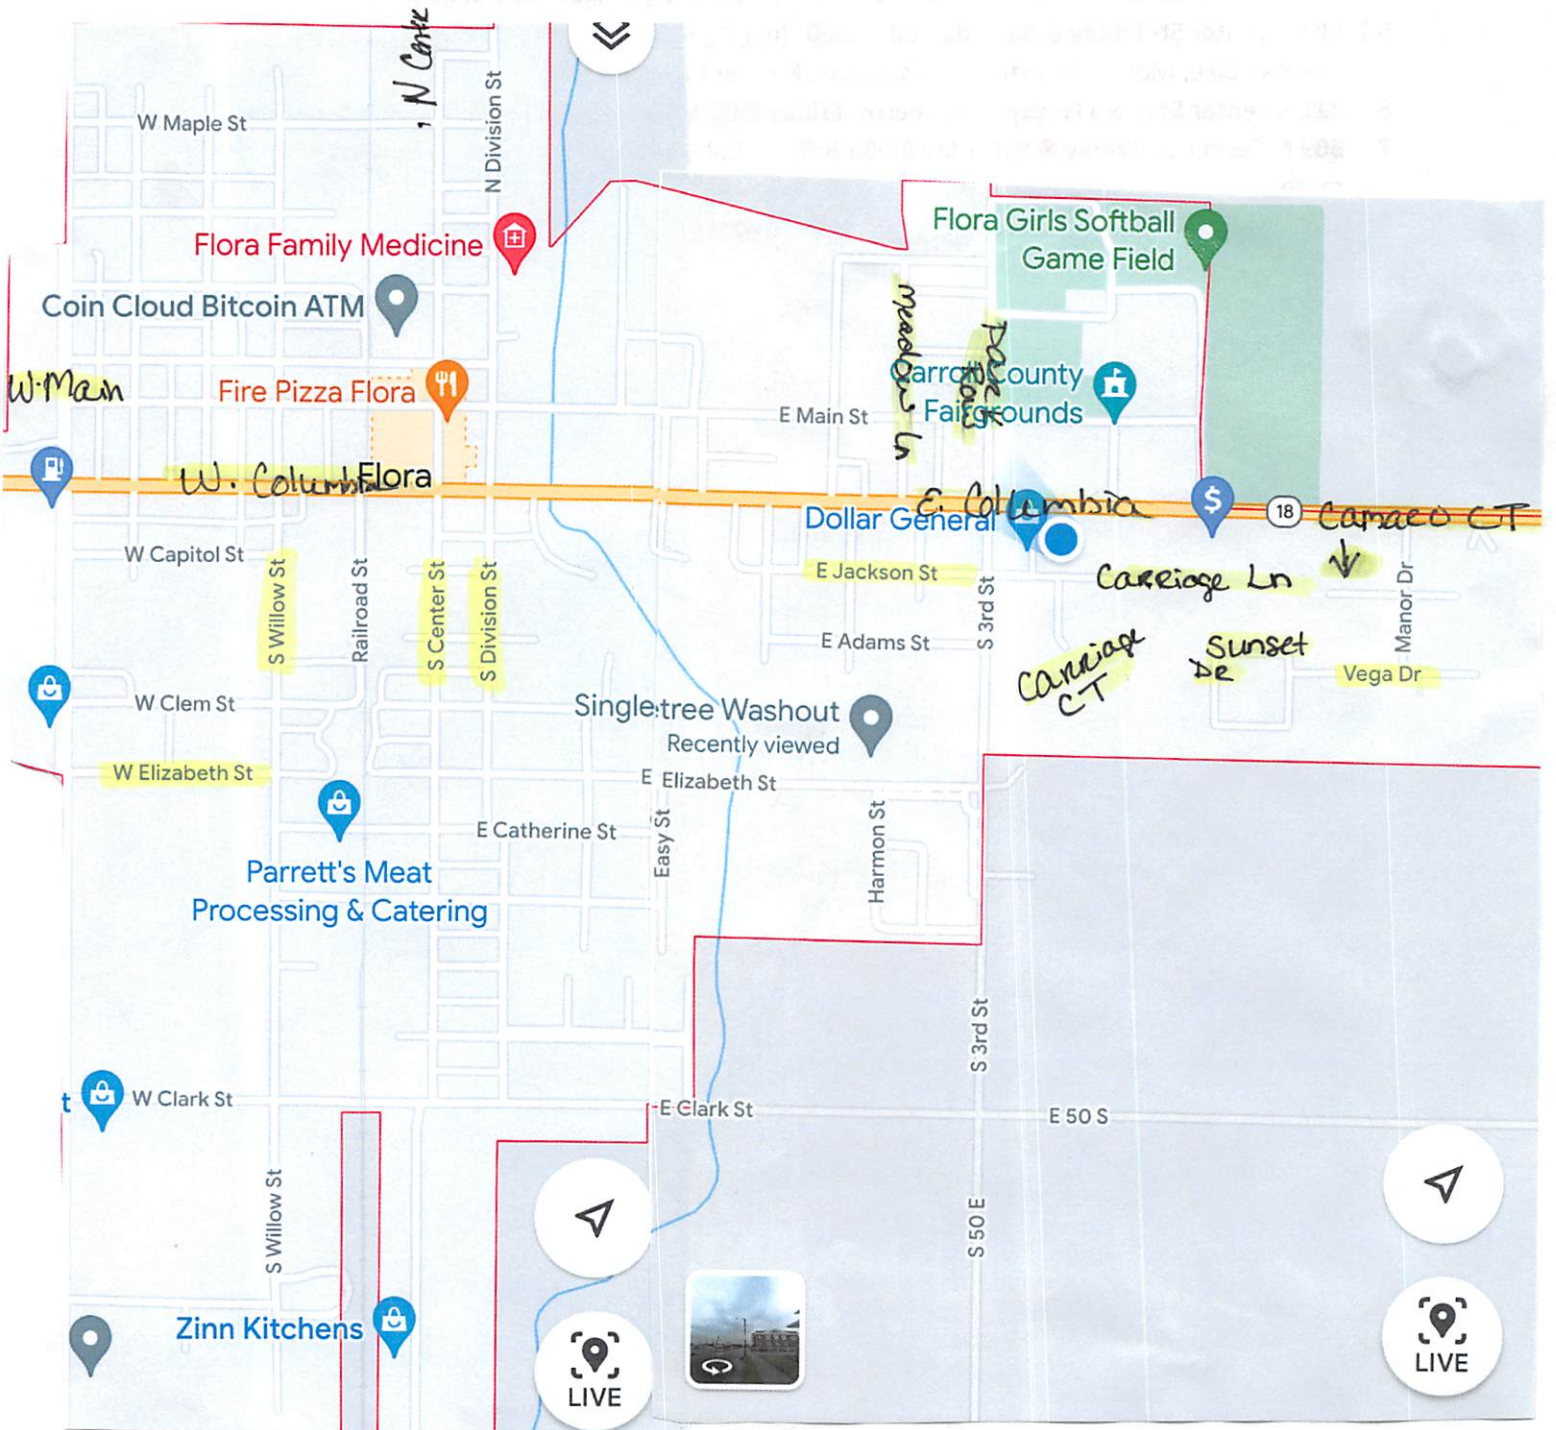 N Center
W Maple St
N Division St
Flora Family Medicine
Flora Girls Softball
Game Field
Coin Cloud Bitcoin ATM
Meadow Ln
Park
Row
W. Main
Fire Pizza Flora
Carroll County
Fairgrounds
E Main St
W. Columbia
Flora
E. Columbia
Dollar General
$
18
Camaeo CT
W Capitol St
S Willow St
Railroad St
S Center St
S Division St
E Jackson St
S 3rd St
Carriage Ln
Manor Dr
E Adams St
Carriage
CT
Sunset
DR
Vega Dr
W Clem St
Singletree Washout
Recently viewed
W Elizabeth St
E Elizabeth St
E Catherine St
Easy St
Harmon St
Parrett's Meat
Processing & Catering
S 3rd St
t
W Clark St
E Clark St
E 50 S
S Willow St
S 50 E
Zinn Kitchens
LIVE
LIVE